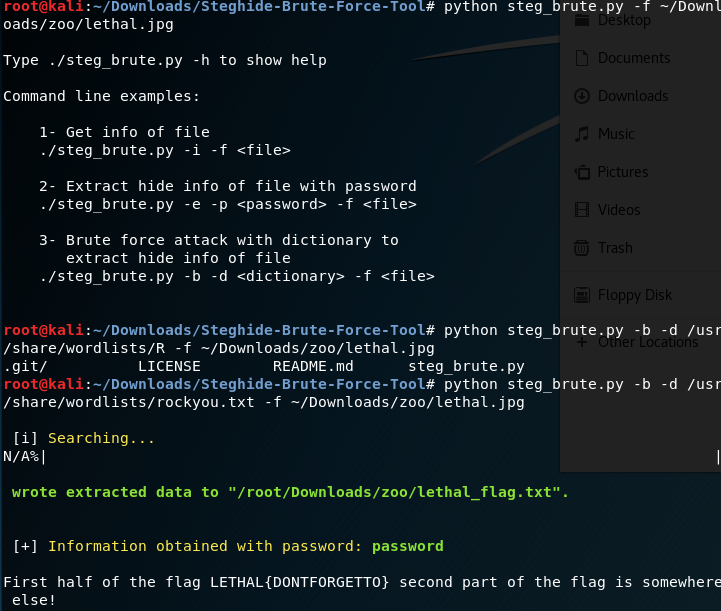 root@kali:~/Downloads/Steghide-Brute-Force-Tool# python steg_brute.py -f ~/Downl
oads/zoo/lethal.jpg
Type ./steg_brute.py -h to show help
Command line examples:
1- Get info of file
./steg_brute.py -i -f <file>
2- Extract hide info of file with password
./steg_brute.py -e -p <password> -f <file>
3- Brute force attack with dictionary to
extract hide info of file
./steg_brute.py -b -d <dictionary> -f <file>
root@kali:~/Downloads/Steghide-Brute-Force-Tool# python steg_brute.py -b -d /usr
/share/wordlists/R -f ~/Downloads/zoo/lethal.jpg
.git/ LICENSE README.md steg_brute.py
root@kali:~/Downloads/Steghide-Brute-Force-Tool# python steg_brute.py -b -d /usr
/share/wordlists/rockyou.txt -f ~/Downloads/zoo/lethal.jpg
[i] Searching...
N/A%| |
wrote extracted data to "/root/Downloads/zoo/lethal_flag.txt".
[+] Information obtained with password: password
First half of the flag LETHAL{DONTFORGETTO} second part of the flag is somewhere
else!
Desktop
Documents
Downloads
Music
Pictures
Videos
Trash
Floppy Disk
+ Other Locations